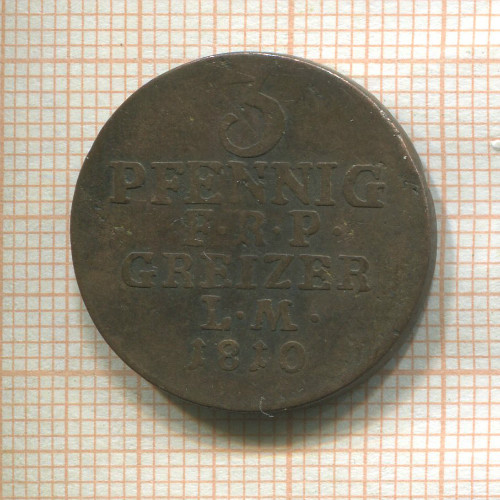 3
PFENNIG
F·R·P·
GREIZER
L·M·
1810